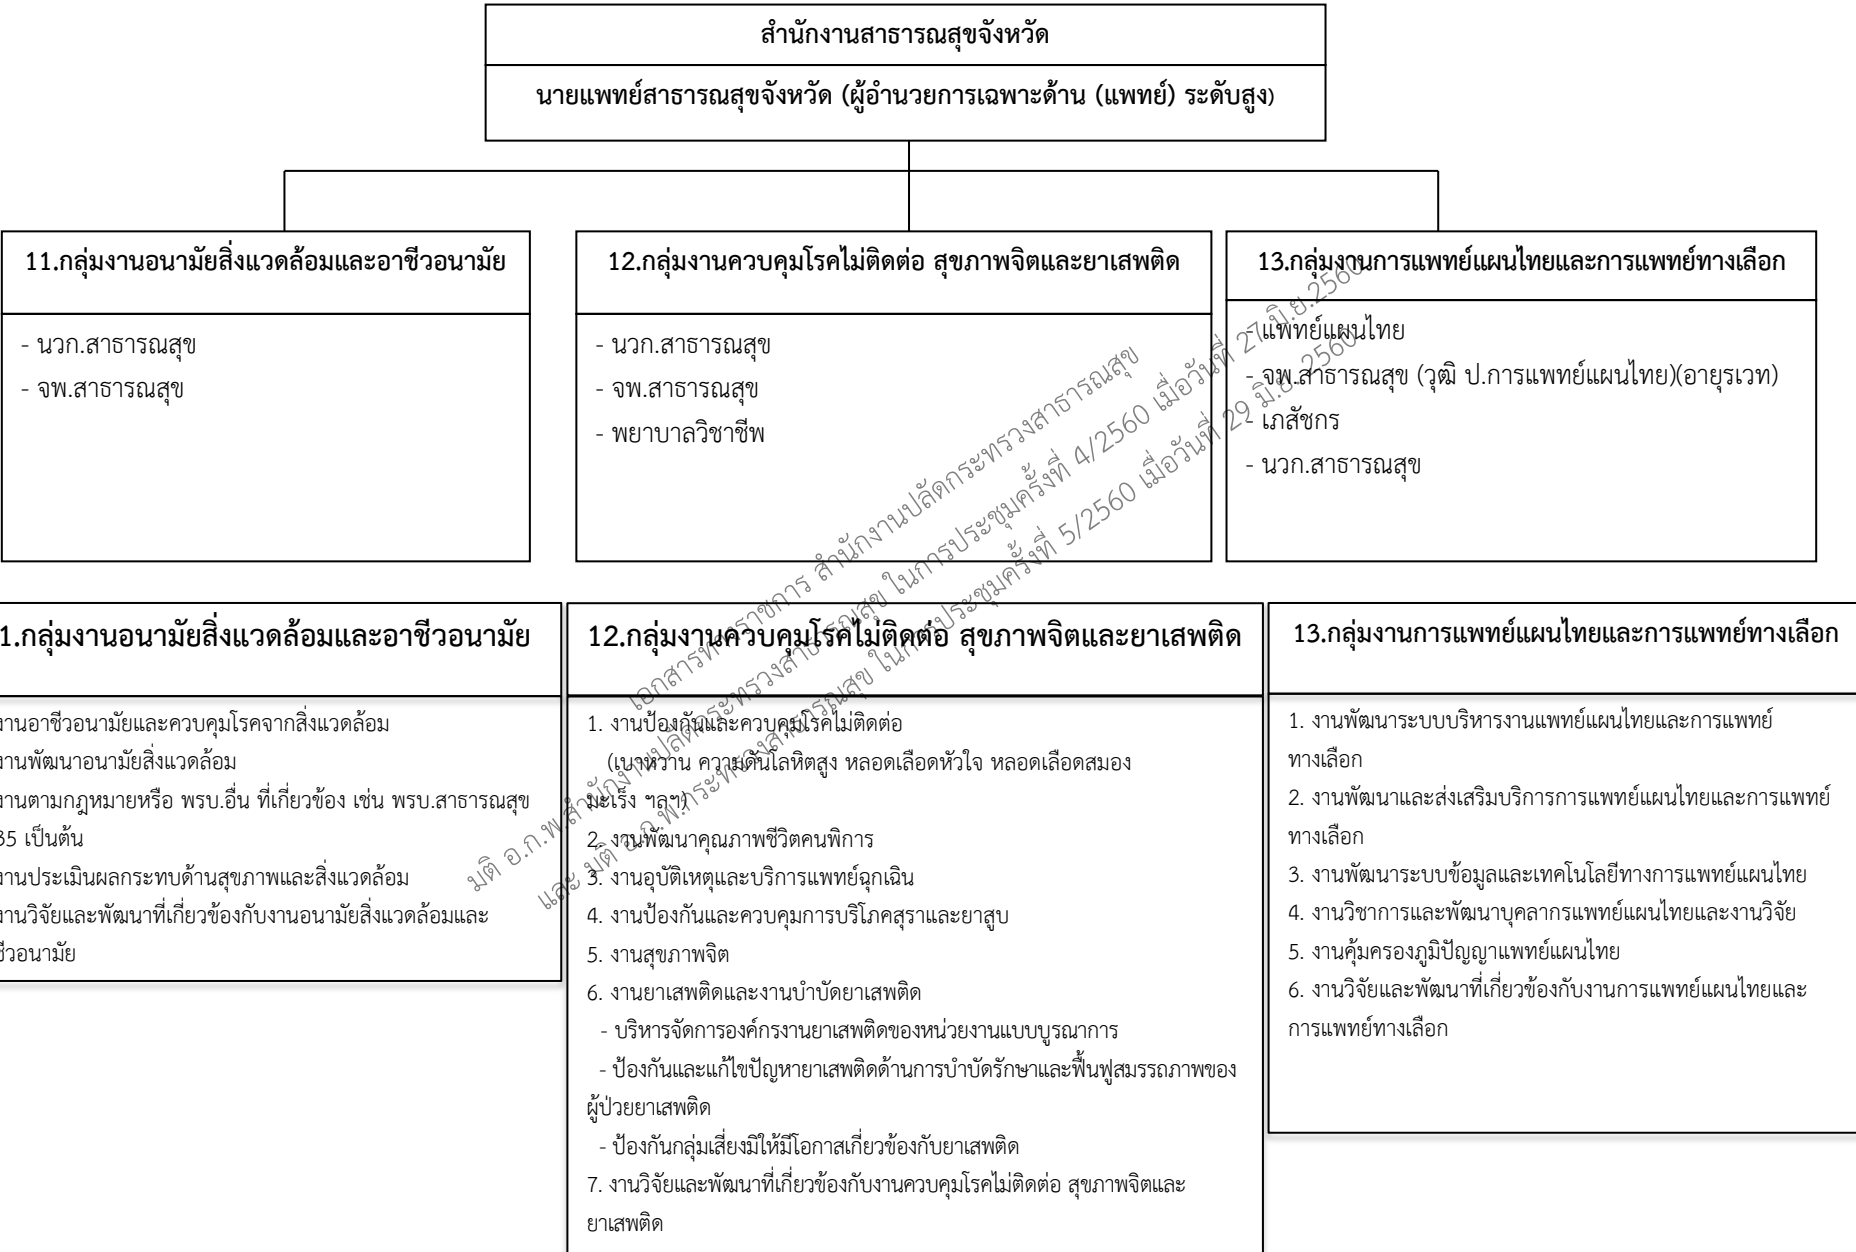 สำนักงานสาธารณสุขจังหวัด
นายแพทย์สาธารณสุขจังหวัด (ผู้อำนวยการเฉพาะด้าน (แพทย์) ระดับสูง)
11.กลุ่มงานอนามัยสิ่งแวดล้อมและอาชีวอนามัย
- นวก.สาธารณสุข
- จพ.สาธารณสุข
12.กลุ่มงานควบคุมโรคไม่ติดต่อ สุขภาพจิตและยาเสพติด
- นวก.สาธารณสุข
- จพ.สาธารณสุข
- พยาบาลวิชาชีพ
13.กลุ่มงานการแพทย์แผนไทยและการแพทย์ทางเลือก
- แพทย์แผนไทย
- จพ.สาธารณสุข (วุฒิ ป.การแพทย์แผนไทย)(อายุรเวท)
- เภสัชกร
- นวก.สาธารณสุข
1.กลุ่มงานอนามัยสิ่งแวดล้อมและอาชีวอนามัย
งานอาชีวอนามัยและควบคุมโรคจากสิ่งแวดล้อม
งานพัฒนาอนามัยสิ่งแวดล้อม
งานตามกฎหมายหรือ พรบ.อื่น ที่เกี่ยวข้อง เช่น พรบ.สาธารณสุข
35 เป็นต้น
งานประเมินผลกระทบด้านสุขภาพและสิ่งแวดล้อม
งานวิจัยและพัฒนาที่เกี่ยวข้องกับงานอนามัยสิ่งแวดล้อมและ
ชีวอนามัย
12.กลุ่มงานควบคุมโรคไม่ติดต่อ สุขภาพจิตและยาเสพติด
1. งานป้องกันและควบคุมโรคไม่ติดต่อ
(เบาหวาน ความดันโลหิตสูง หลอดเลือดหัวใจ หลอดเลือดสมอง
มะเร็ง ฯลฯ)
2. งานพัฒนาคุณภาพชีวิตคนพิการ
3. งานอุบัติเหตุและบริการแพทย์ฉุกเฉิน
4. งานป้องกันและควบคุมการบริโภคสุราและยาสูบ
5. งานสุขภาพจิต
6. งานยาเสพติดและงานบำบัดยาเสพติด
- บริหารจัดการองค์กรงานยาเสพติดของหน่วยงานแบบบูรณาการ
- ป้องกันและแก้ไขปัญหายาเสพติดด้านการบำบัดรักษาและฟื้นฟูสมรรถภาพของ
ผู้ป่วยยาเสพติด
- ป้องกันกลุ่มเสี่ยงมิให้มีโอกาสเกี่ยวข้องกับยาเสพติด
7. งานวิจัยและพัฒนาที่เกี่ยวข้องกับงานควบคุมโรคไม่ติดต่อ สุขภาพจิตและ
ยาเสพติด
13.กลุ่มงานการแพทย์แผนไทยและการแพทย์ทางเลือก
1. งานพัฒนาระบบบริหารงานแพทย์แผนไทยและการแพทย์
ทางเลือก
2. งานพัฒนาและส่งเสริมบริการการแพทย์แผนไทยและการแพทย์
ทางเลือก
3. งานพัฒนาระบบข้อมูลและเทคโนโลยีทางการแพทย์แผนไทย
4. งานวิชาการและพัฒนาบุคลากรแพทย์แผนไทยและงานวิจัย
5. งานคุ้มครองภูมิปัญญาแพทย์แผนไทย
6. งานวิจัยและพัฒนาที่เกี่ยวข้องกับงานการแพทย์แผนไทยและ
การแพทย์ทางเลือก
เอกสารทางราชการ สำนักงานปลัดกระทรวงสาธารณสุข
มติ อ.ก.พ.สำนักงานปลัดกระทรวงสาธารณสุข ในการประชุมครั้งที่ 4/2560 เมื่อวันที่ 27 มิ.ย.2560
และ มติ อ.ก.พ.กระทรวงสาธารณสุข ในการประชุมครั้งที่ 5/2560 เมื่อวันที่ 29 มิ.ย.2560